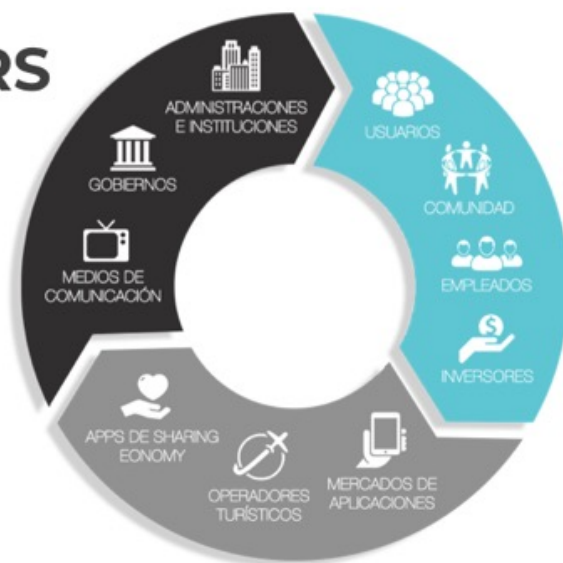 RS
ADMINISTRACIONES
E INSTITUCIONES
GOBIERNOS
MEDIOS DE
COMUNICACIÓN
USUARIOS
COMUNIDAD
EMPLEADOS
$
INVERSORES
MERCADOS DE
APLICACIONES
OPERADORES
TURÍSTICOS
APPS DE SHARING
EONOMY